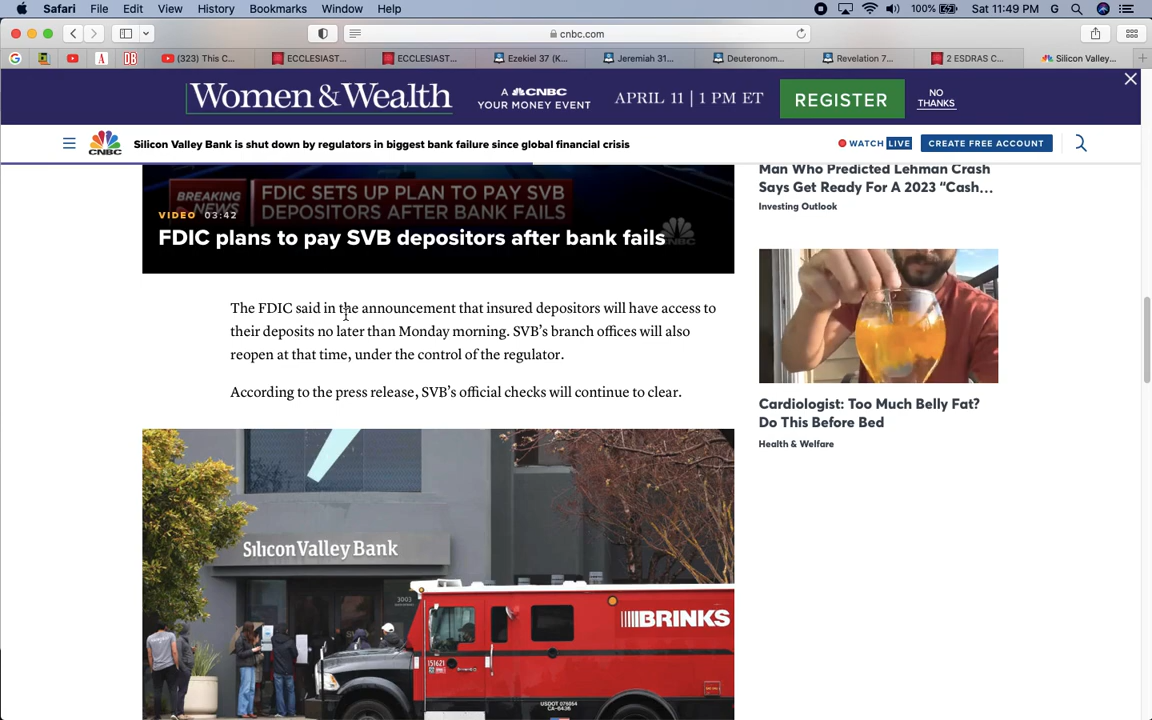 Safari File Edit View History Bookmarks Window Help
100% Sat 11:49 PM G
cnbc.com
(323) This C...
ECCLESIAST...
ECCLESIAST...
Ezekiel 37 (K...
Jeremiah 31...
Deuteronom...
Revelation 7...
2 ESDRAS C...
Silicon Valley...
Women & Wealth
A CNBC
YOUR MONEY EVENT
APRIL 11 | 1 PM ET
REGISTER
NO
THANKS
CNBC
Silicon Valley Bank is shut down by regulators in biggest bank failure since global financial crisis
WATCH LIVE
CREATE FREE ACCOUNT
BREAKING
NEWS
FDIC SETS UP PLAN TO PAY SVB
DEPOSITORS AFTER BANK FAILS
VIDEO 03:42
FDIC plans to pay SVB depositors after bank fails
CNBC
Man Who Predicted Lehman Crash
Says Get Ready For A 2023 “Cash...
Investing Outlook
The FDIC said in the announcement that insured depositors will have access to
their deposits no later than Monday morning. SVB’s branch offices will also
reopen at that time, under the control of the regulator.
According to the press release, SVB’s official checks will continue to clear.
Cardiologist: Too Much Belly Fat?
Do This Before Bed
Health & Welfare
Silicon Valley Bank
3003
BRINKS
151621
USDOT 076054
CA-6436